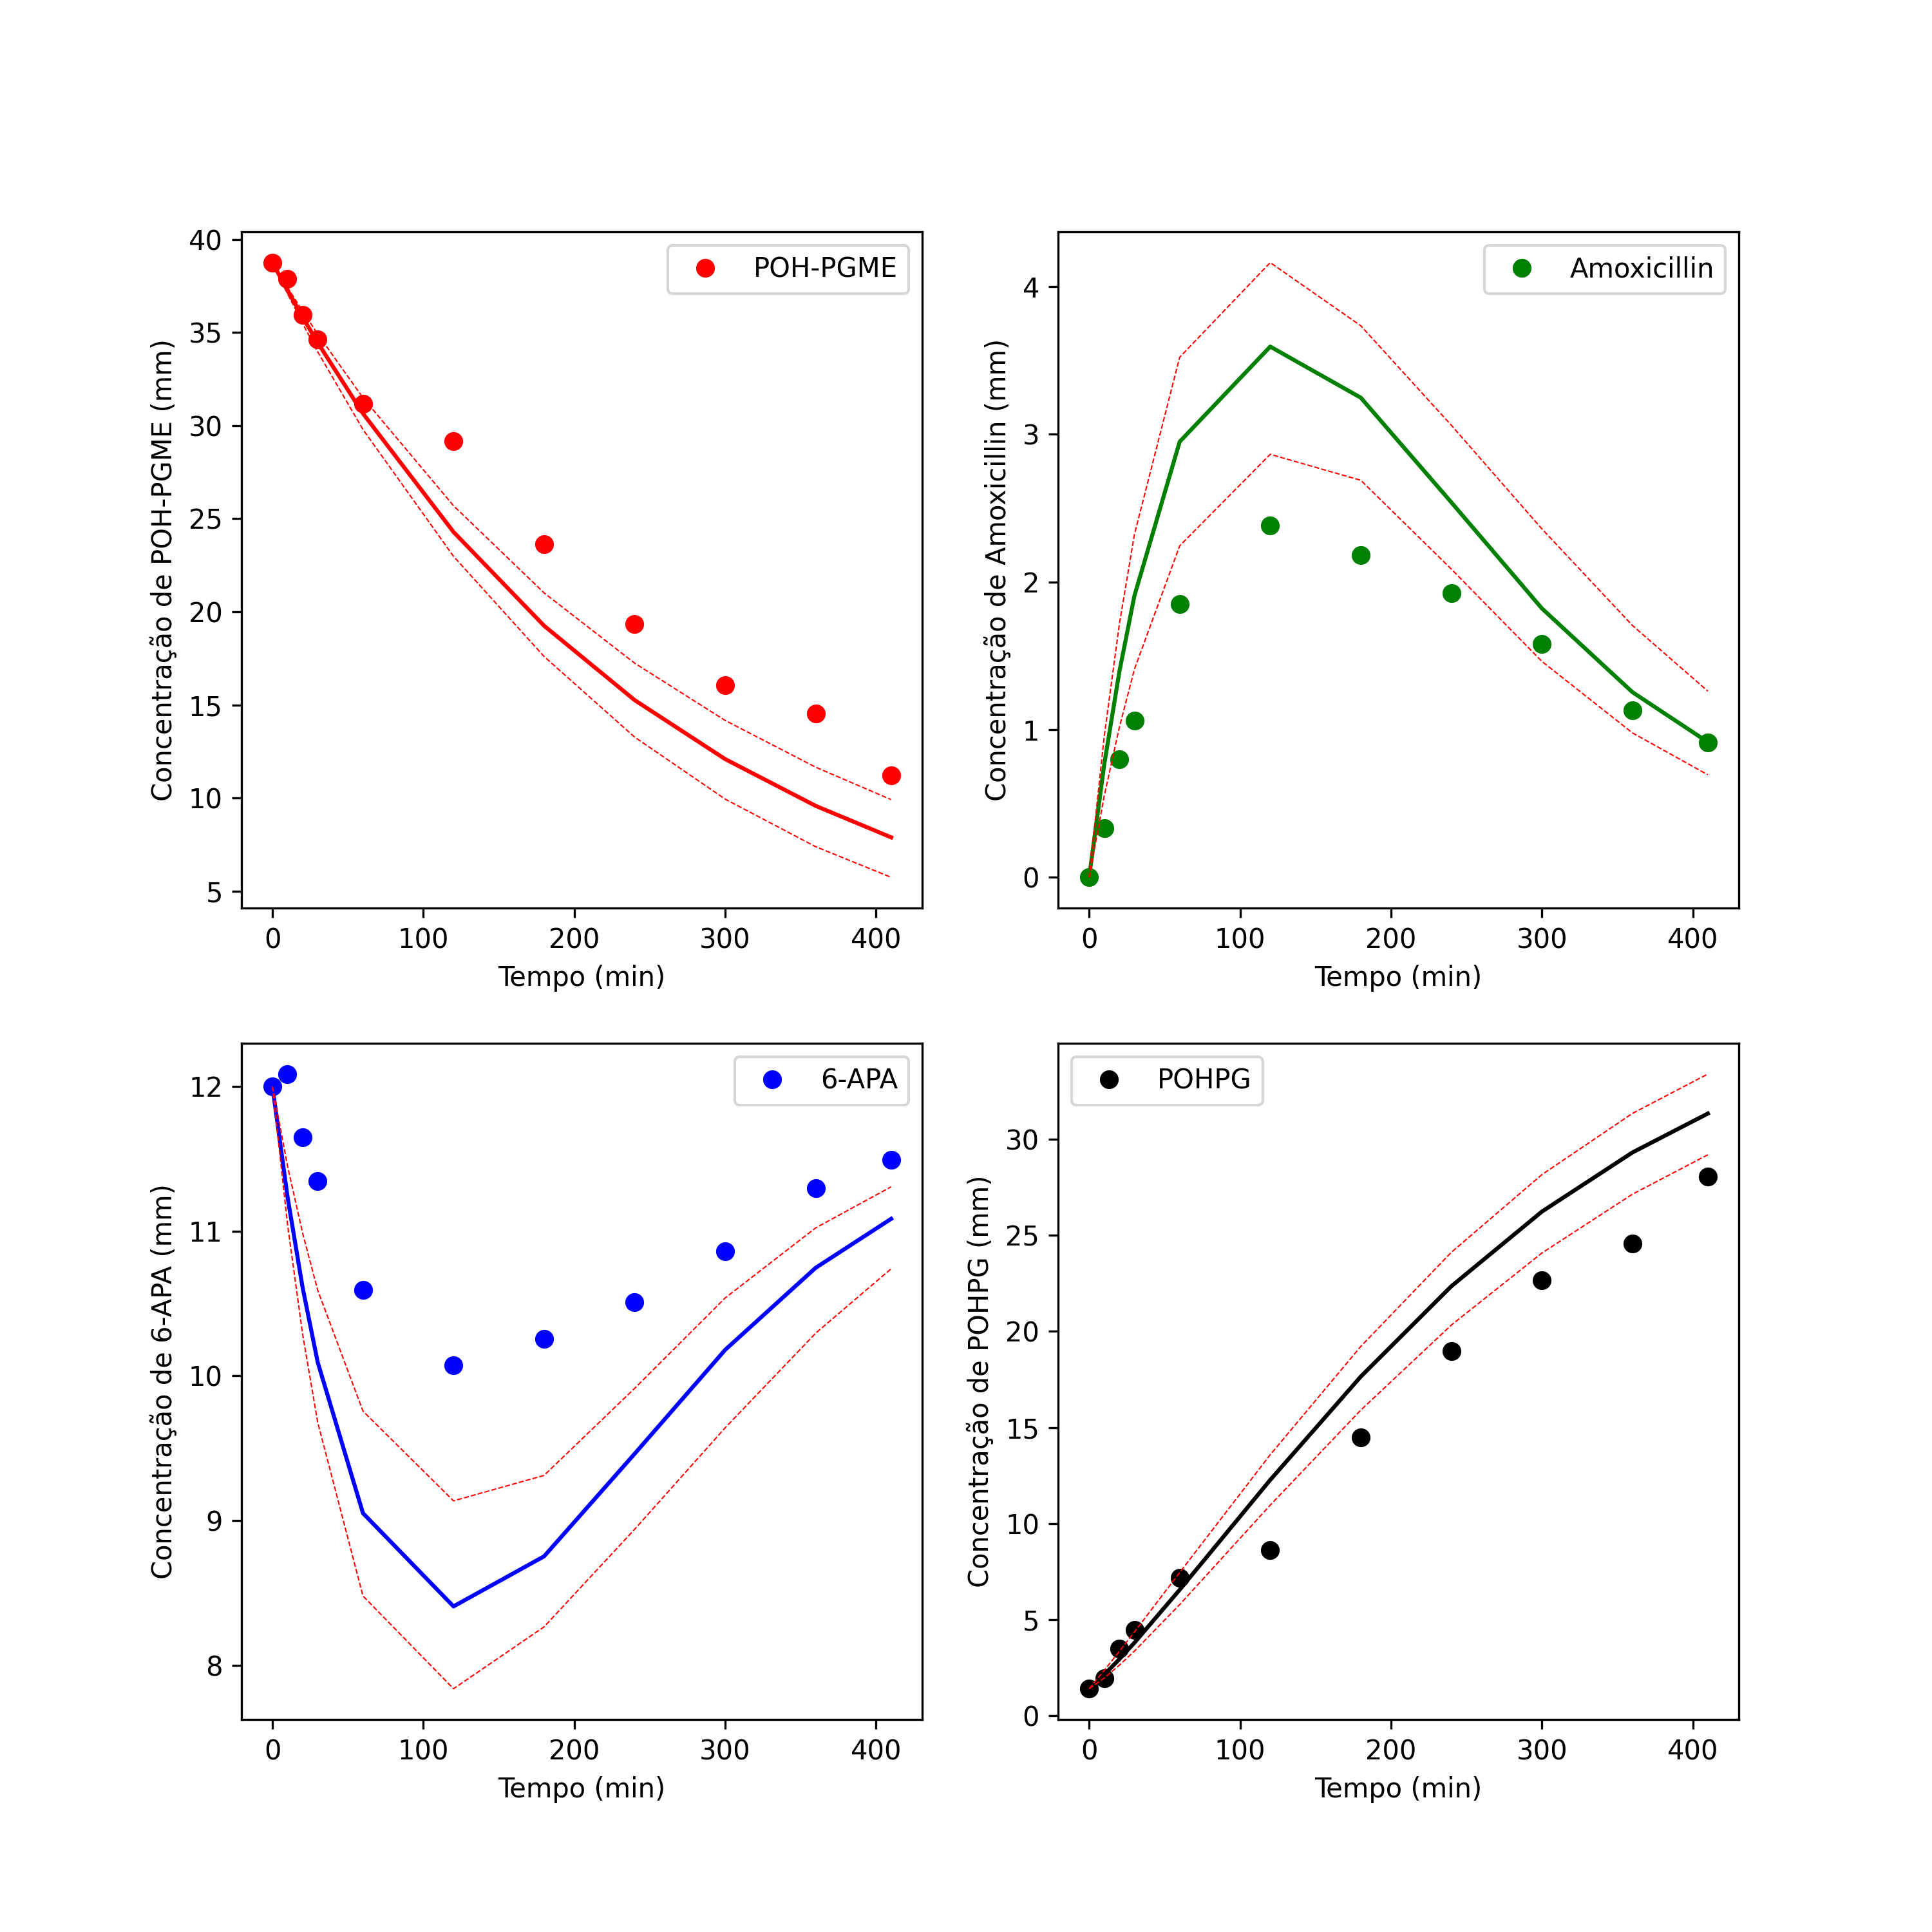 POH-PGME
40
35
30
25
20
15
10
5
Concentração de POH-PGME (mm)
0 100 200 300 400
Tempo (min)
Amoxicillin
4
3
2
1
0
Concentração de Amoxicillin (mm)
0 100 200 300 400
Tempo (min)
6-APA
12
11
10
9
8
Concentração de 6-APA (mm)
0 100 200 300 400
Tempo (min)
POHPG
30
25
20
15
10
5
0
Concentração de POHPG (mm)
0 100 200 300 400
Tempo (min)